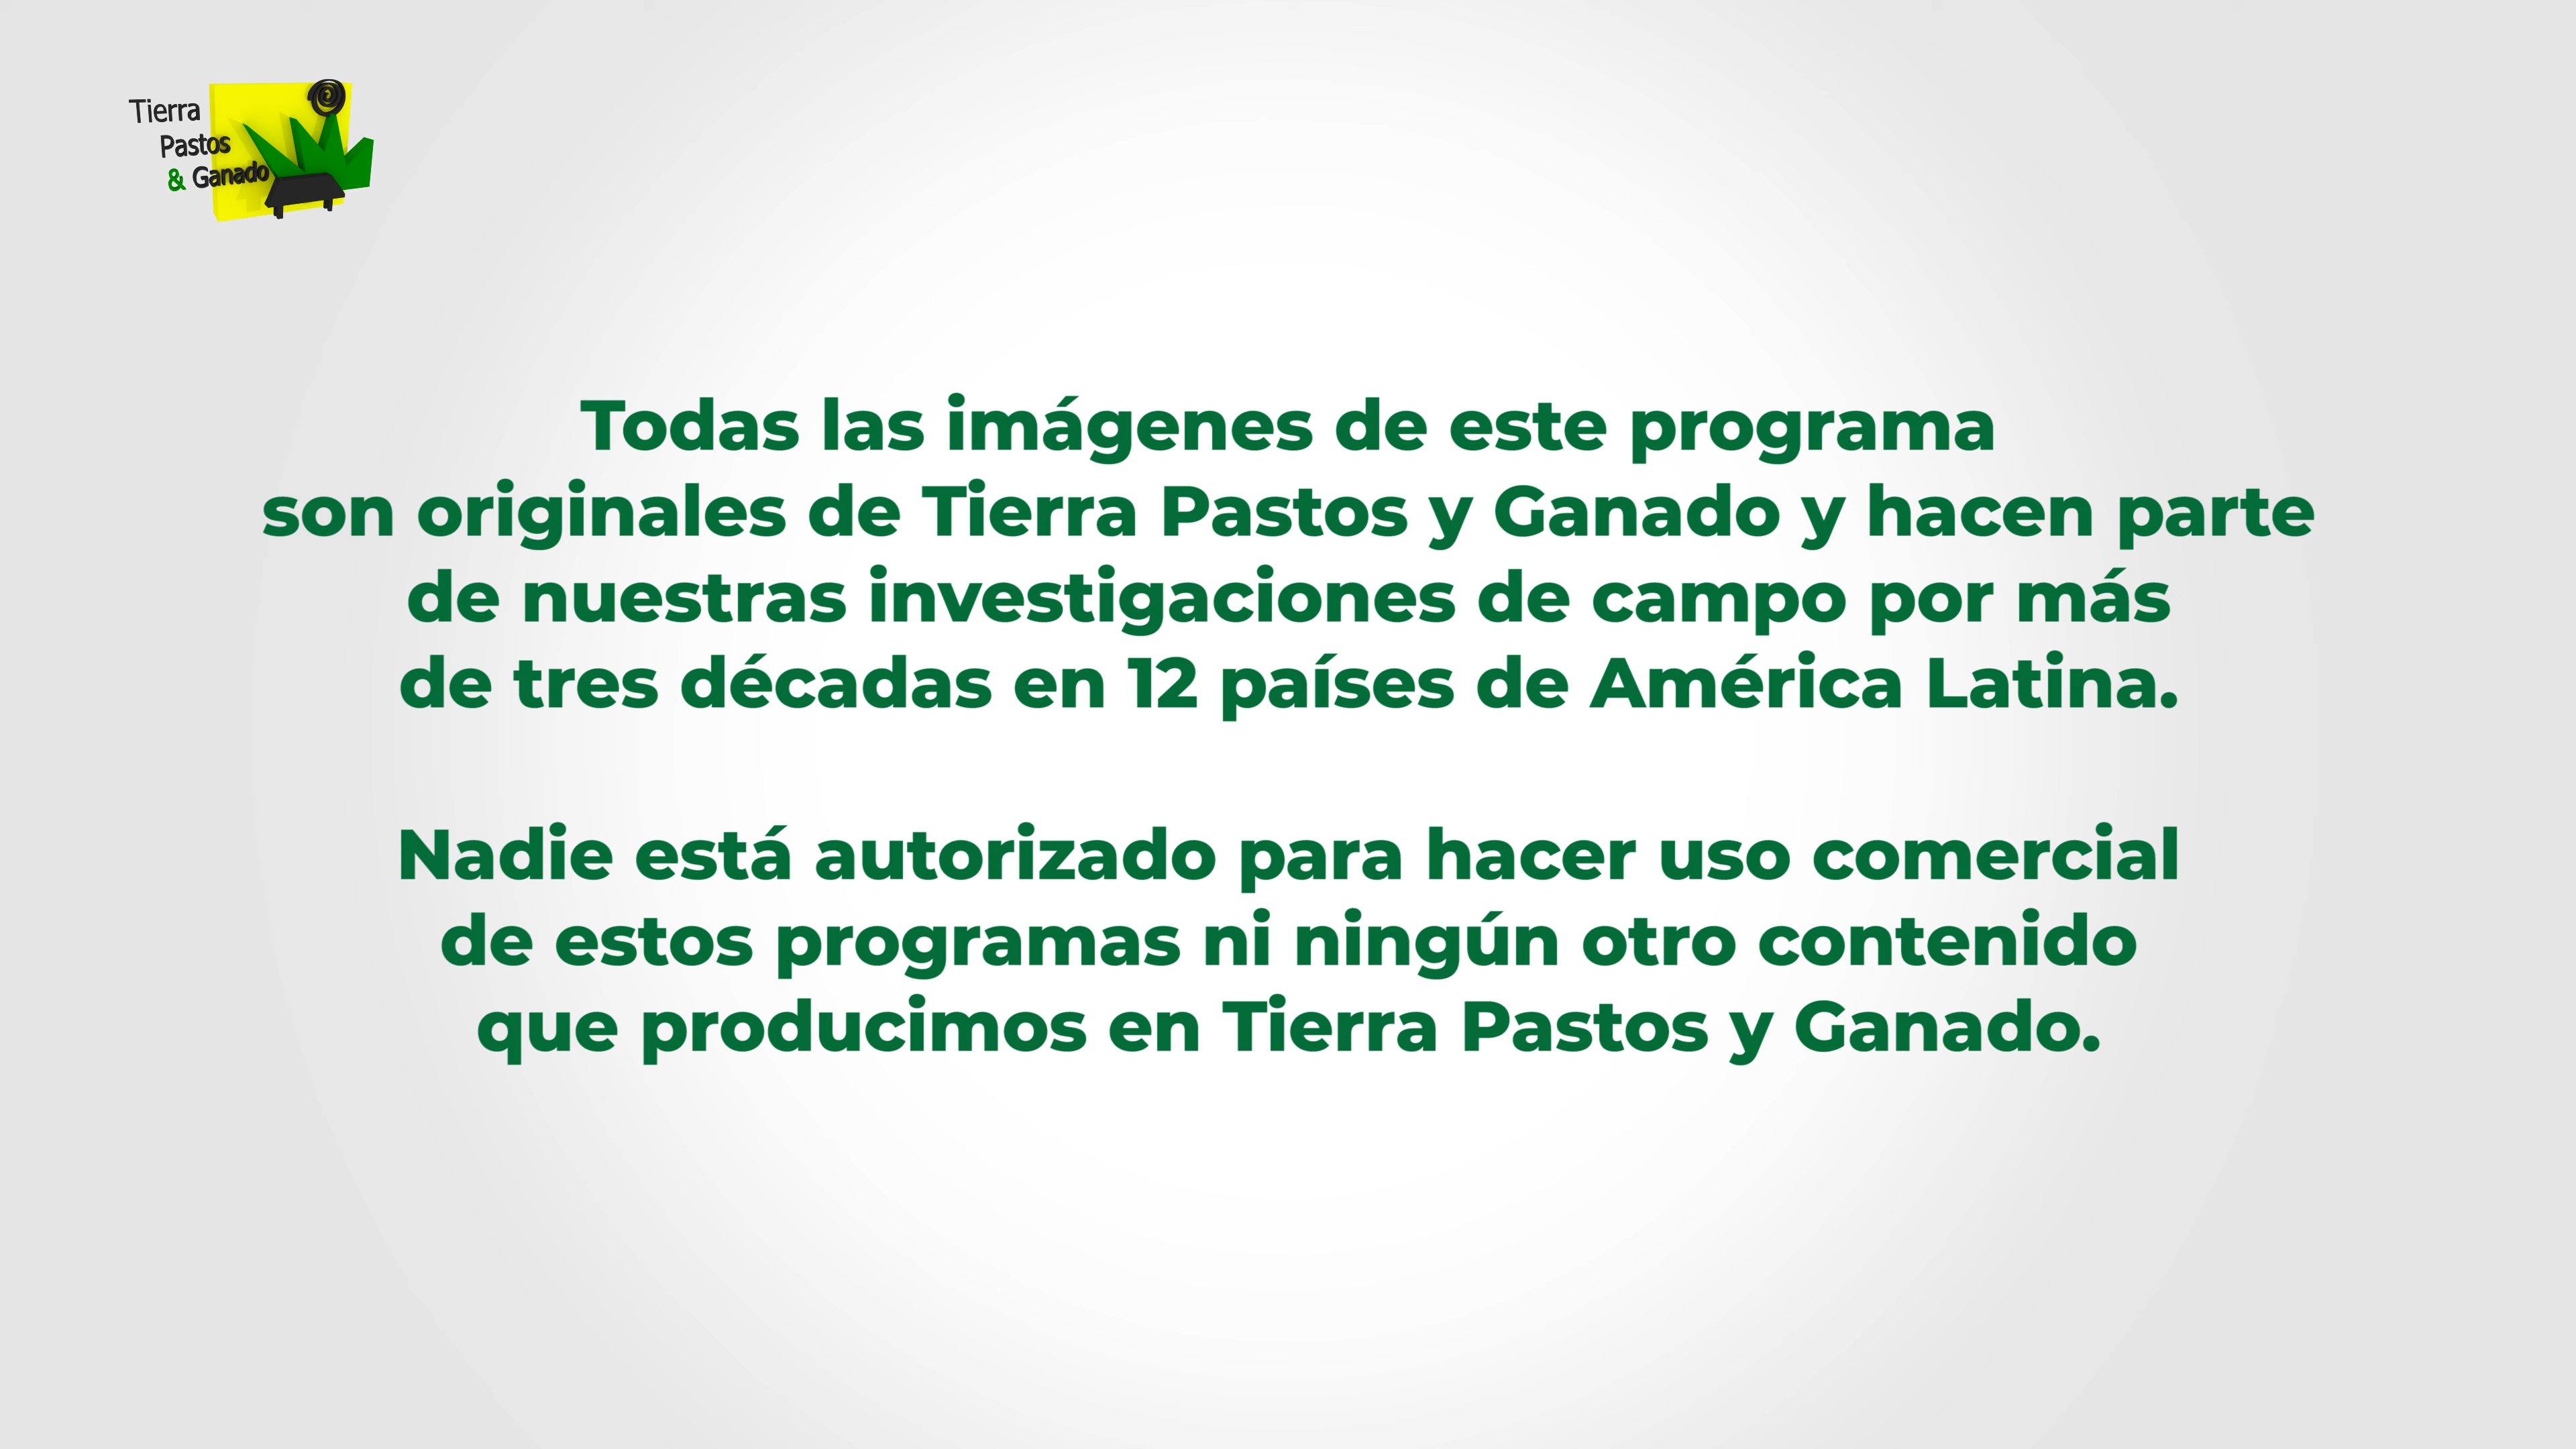 Tierra
Pastos
& Ganado
Todas las imágenes de este programa
son originales de Tierra Pastos y Ganado y hacen parte
de nuestras investigaciones de campo por más
de tres décadas en 12 países de América Latina.
Nadie está autorizado para hacer uso comercial
de estos programas ni ningún otro contenido
que producimos en Tierra Pastos y Ganado.